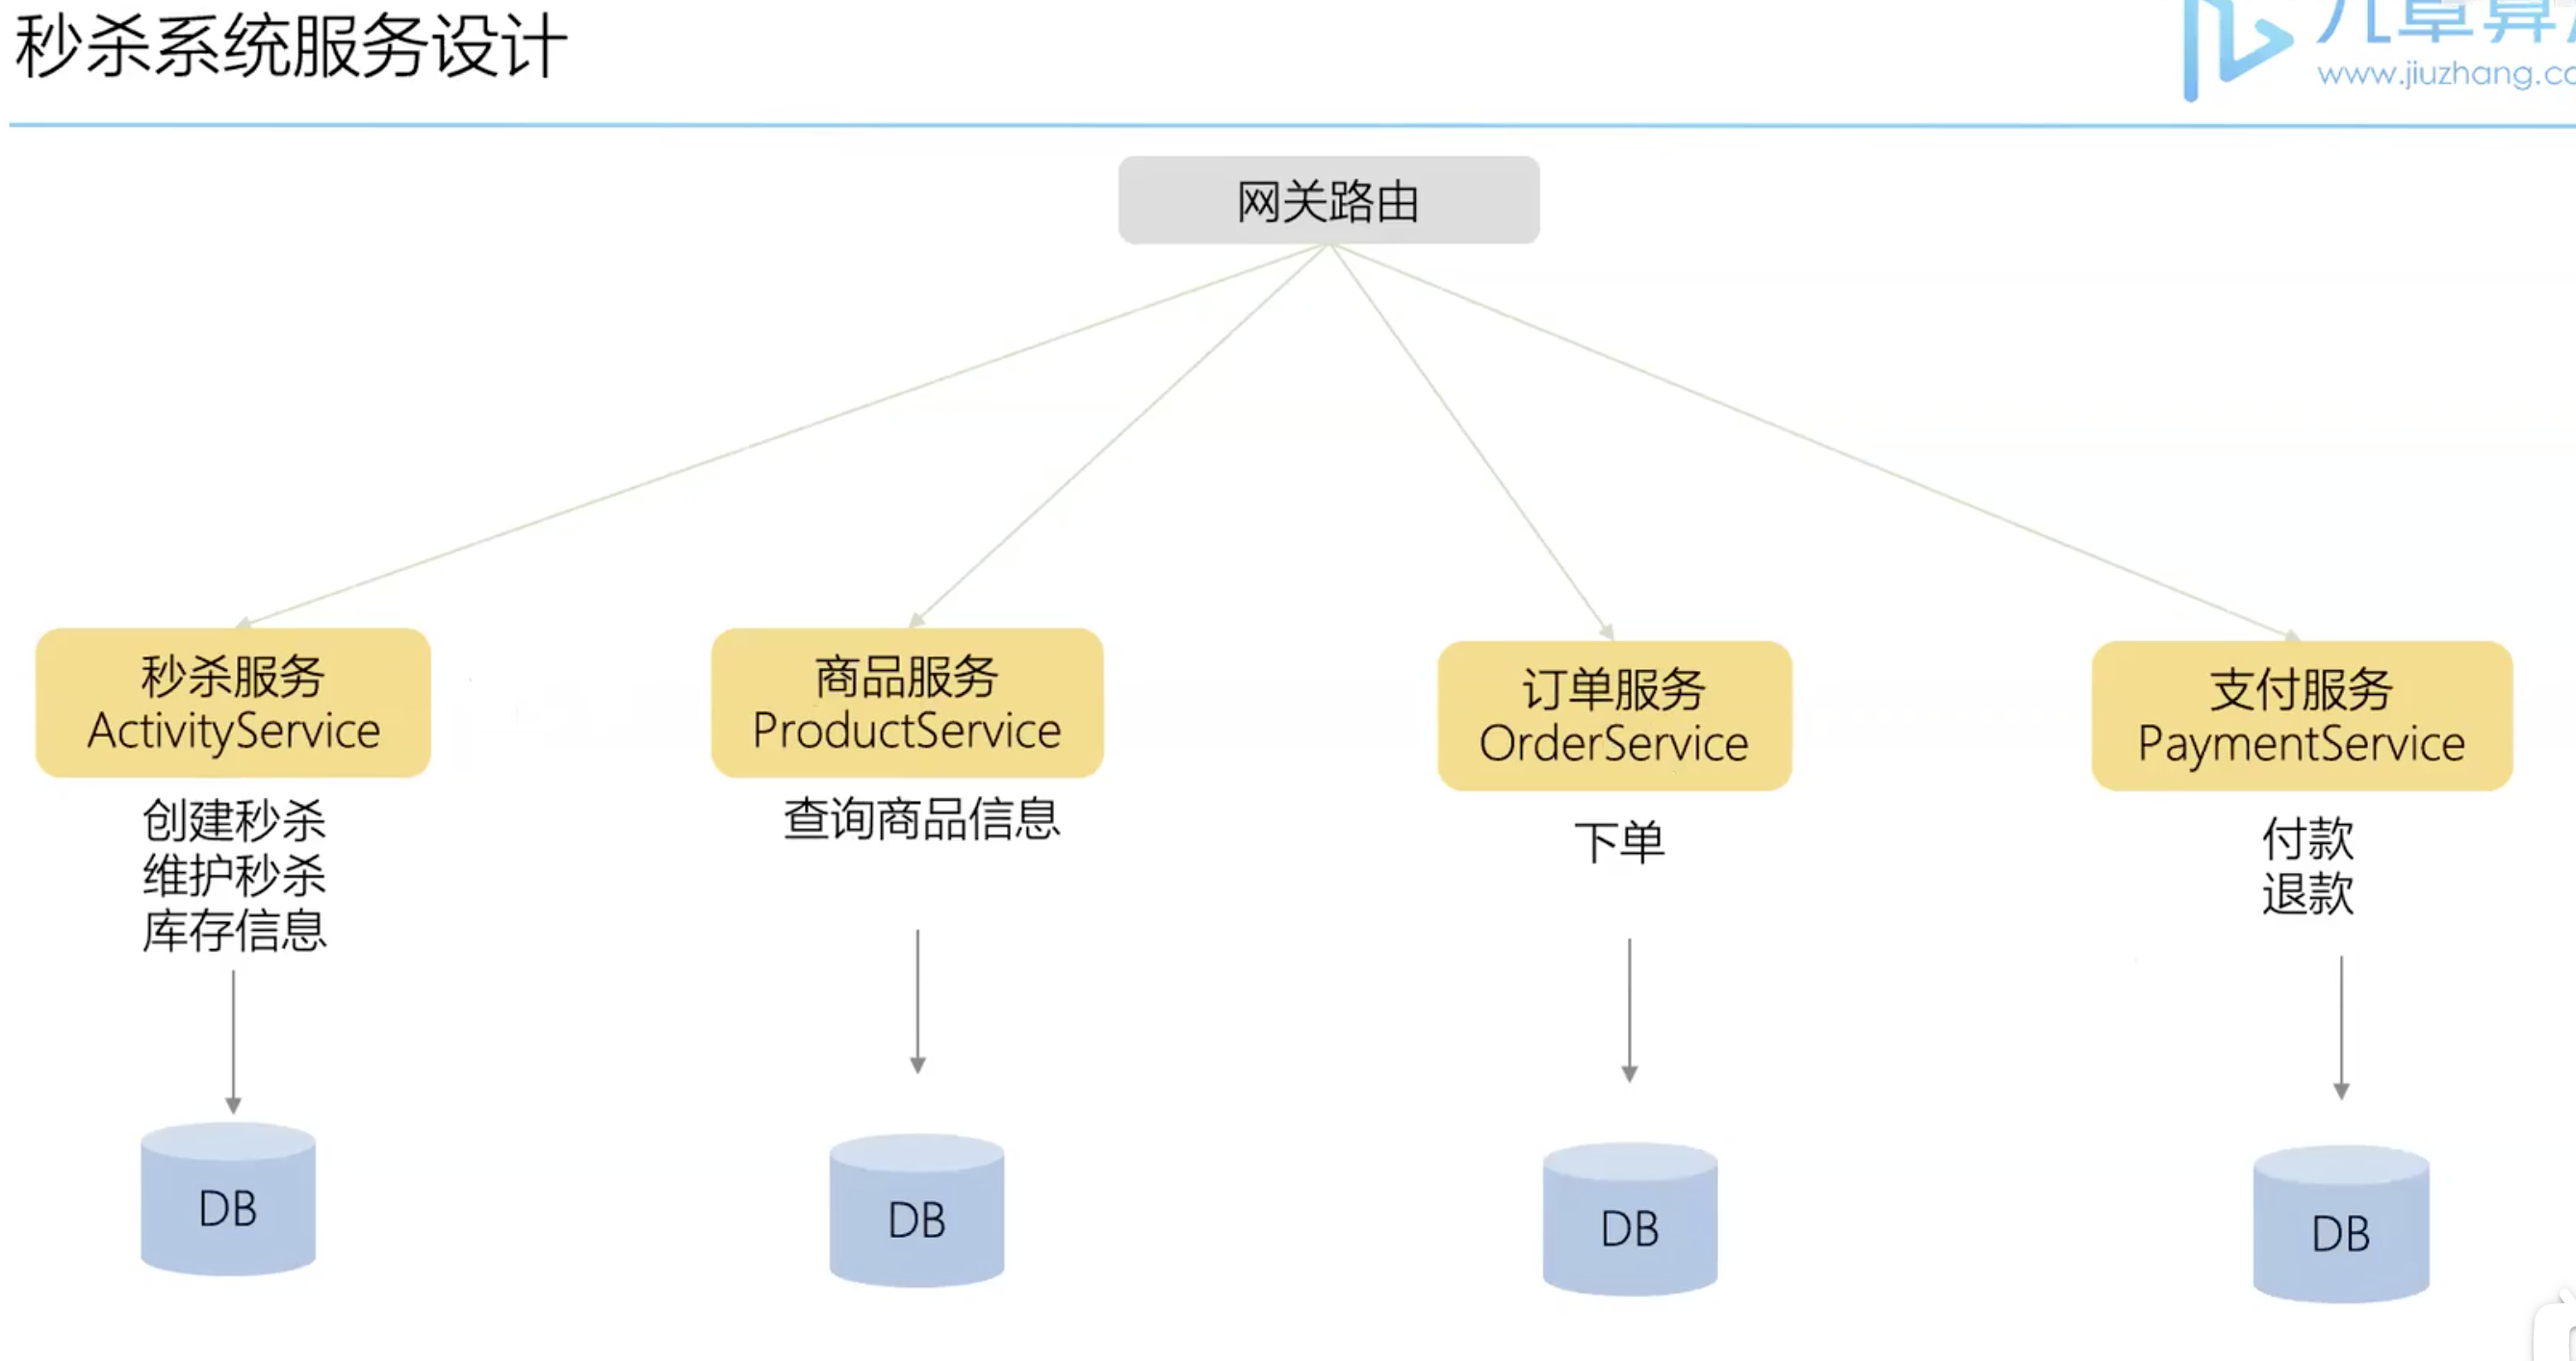 秒杀系统服务设计
www.jiuzhang.c
网关路由
秒杀服务
ActivityService
创建秒杀
维护秒杀
库存信息
DB
商品服务
ProductService
查询商品信息
DB
订单服务
OrderService
下单
DB
支付服务
PaymentService
付款
退款
DB